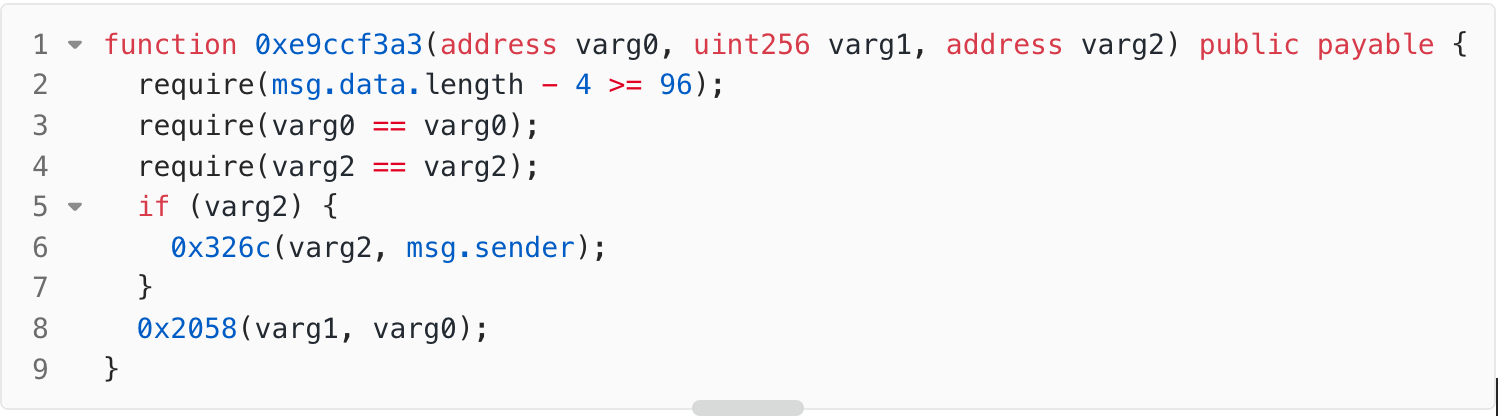 1 function 0xe9ccf3a3(address varg0, uint256 varg1, address varg2) public payable {
2 require(msg.data.length - 4 >= 96);
3 require(varg0 == varg0);
4 require(varg2 == varg2);
5 if (varg2) {
6 0x326c(varg2, msg.sender);
7 }
8 0x2058(varg1, varg0);
9 }